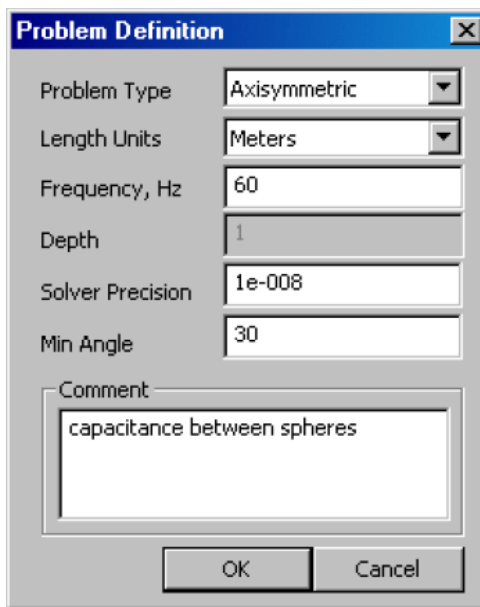 Problem Definition
Problem Type Axisymmetric
Length Units Meters
Frequency, Hz 60
Depth 1
Solver Precision 1e-008
Min Angle 30
Comment
capacitance between spheres
OK Cancel